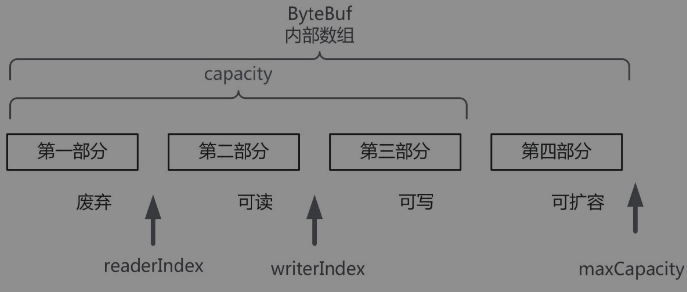 ByteBuf
内部数组
capacity
第一部分 第二部分 第三部分 第四部分
废弃 可读 可写 可扩容
readerIndex writerIndex maxCapacity